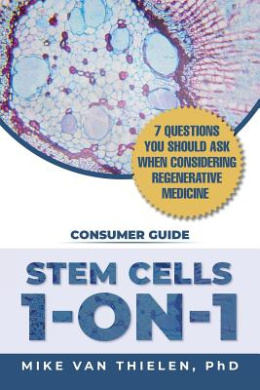 7 QUESTIONS
YOU SHOULD ASK
WHEN CONSIDERING
REGENERATIVE
MEDICINE
CONSUMER GUIDE
STEM CELLS
1-ON-1
MIKE VAN THIELEN, PhD